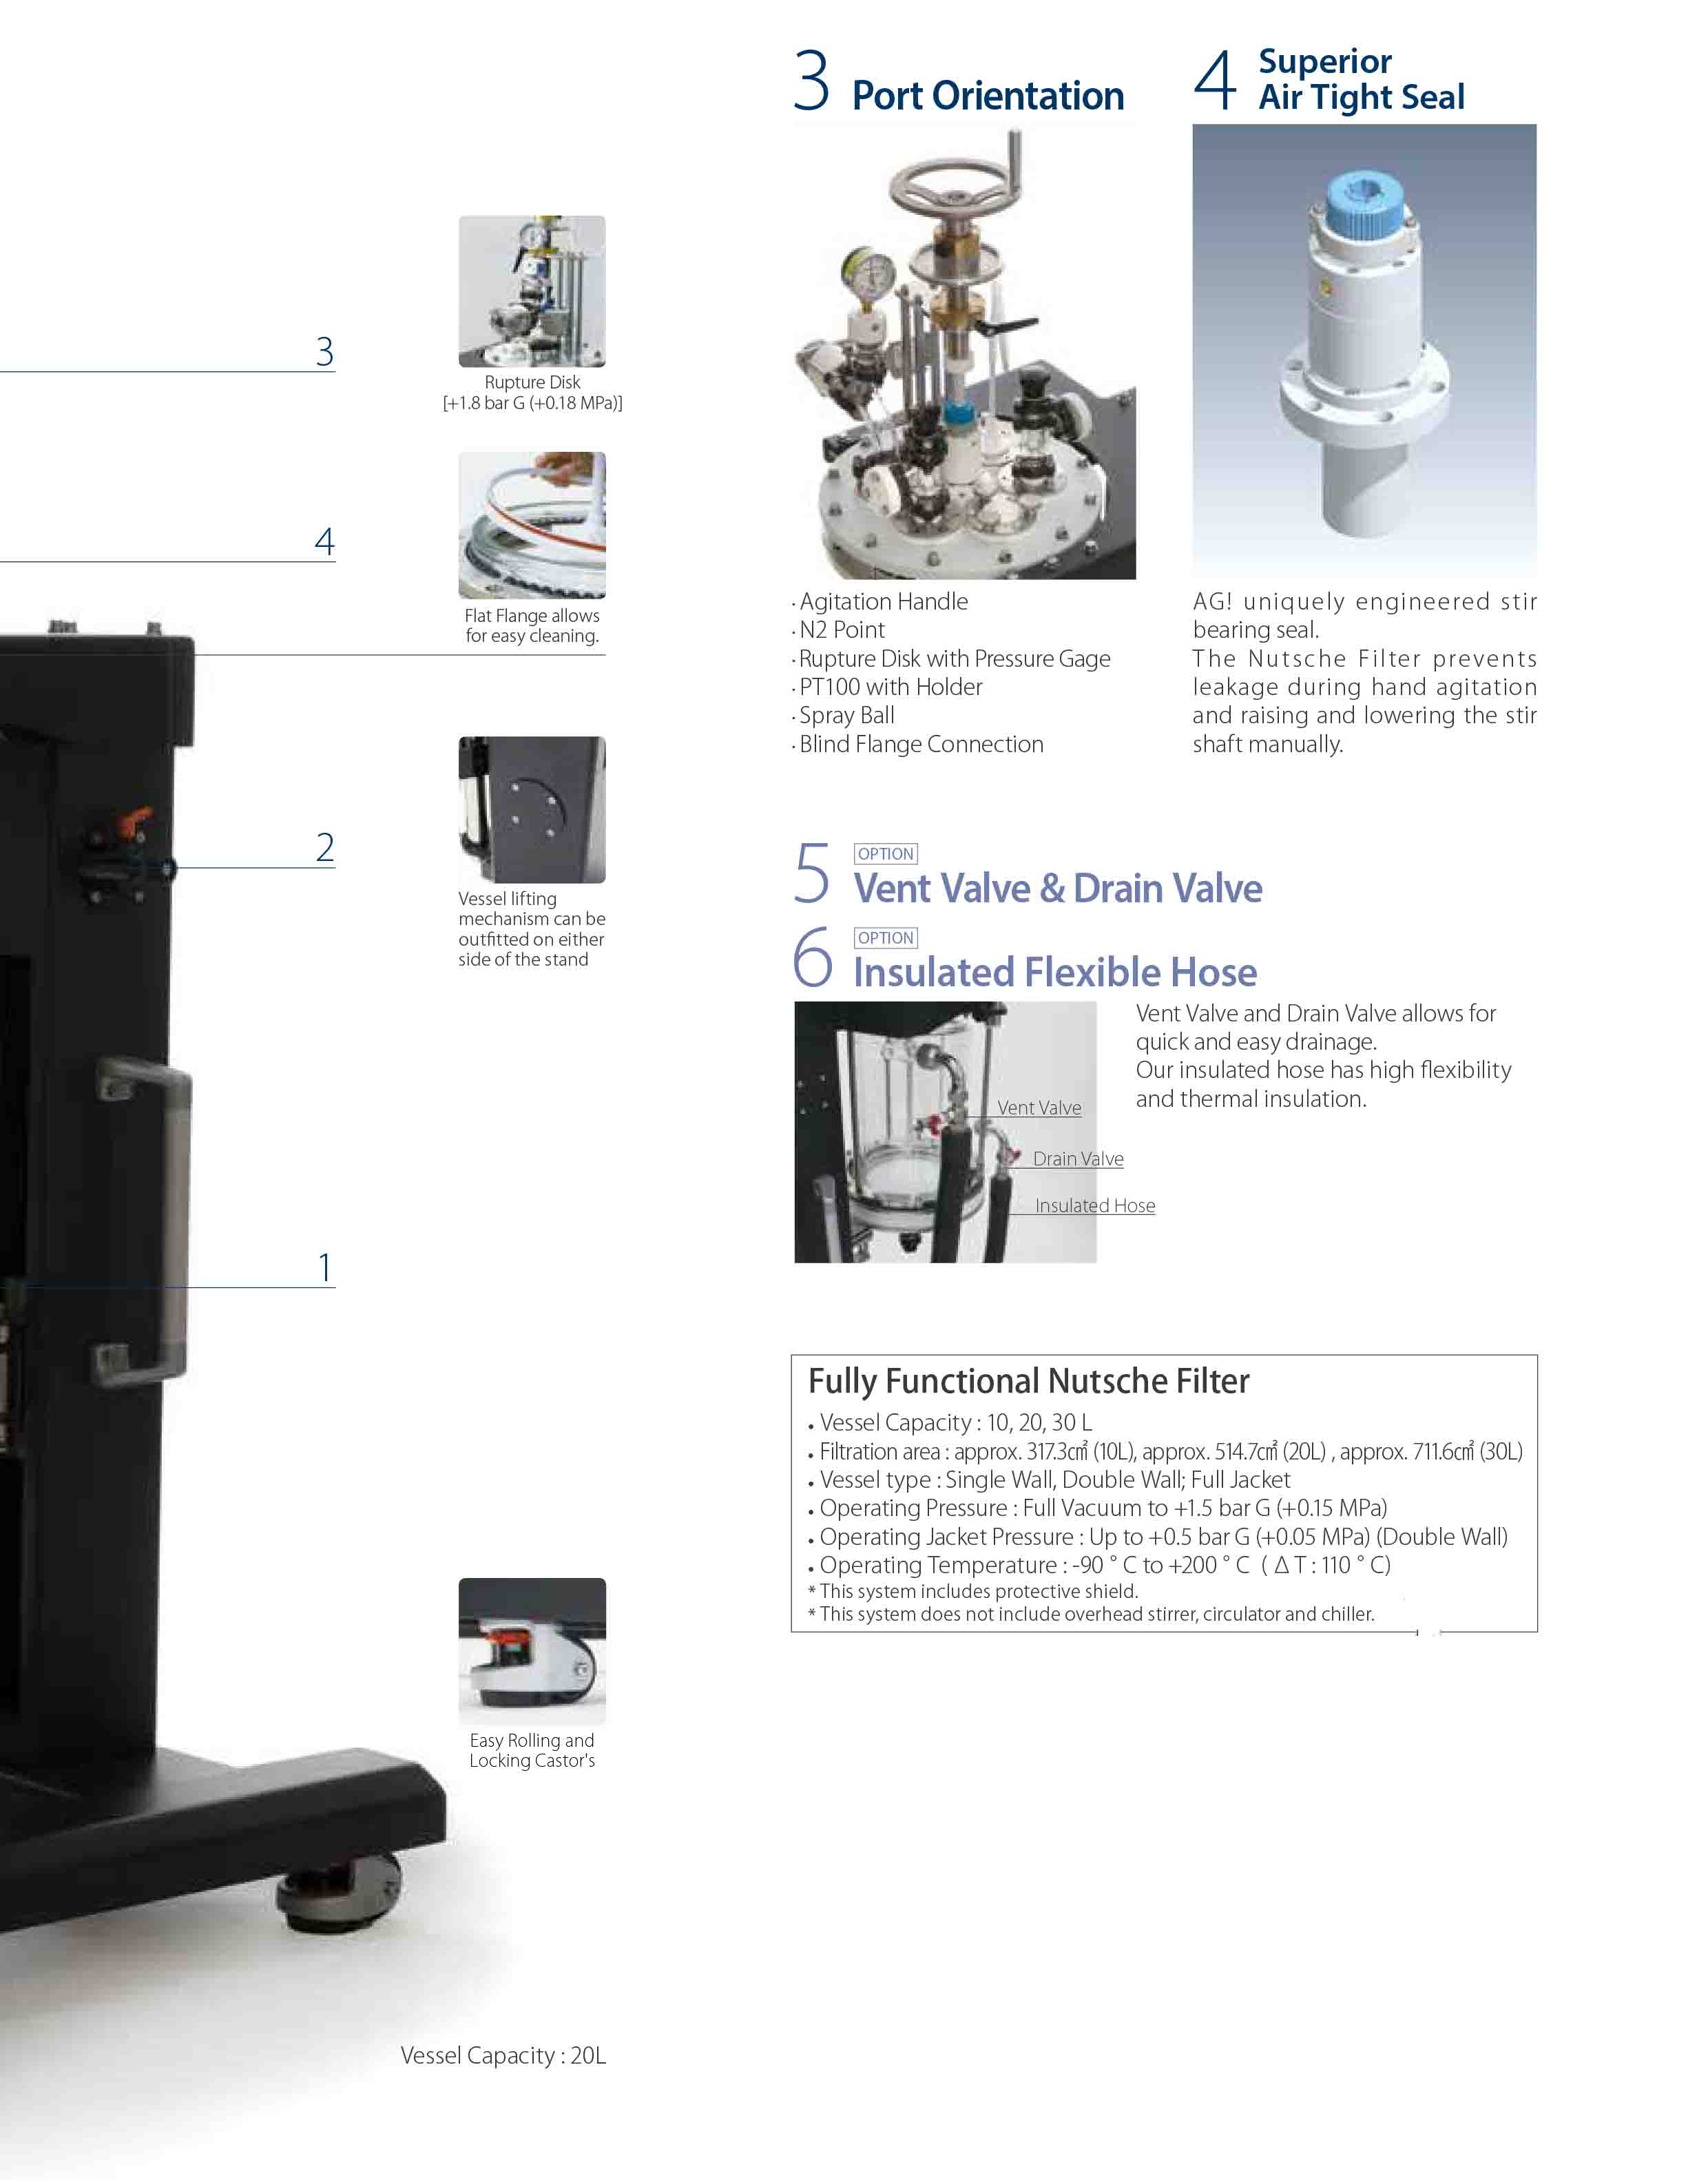 3
4
2
1
Rupture Disk
[+1.8 bar G (+0.18 MPa)]
Flat Flange allows
for easy cleaning.
Vessel lifting
mechanism can be
outfitted on either
side of the stand
Easy Rolling and
Locking Castor's
Vessel Capacity : 20L
3 Port Orientation
· Agitation Handle
· N2 Point
· Rupture Disk with Pressure Gage
· PT100 with Holder
· Spray Ball
· Blind Flange Connection
4 Superior
Air Tight Seal
AG! uniquely engineered stir
bearing seal.
The Nutsche Filter prevents
leakage during hand agitation
and raising and lowering the stir
shaft manually.
5 OPTION
Vent Valve & Drain Valve
6 OPTION
Insulated Flexible Hose
Vent Valve
Drain Valve
Insulated Hose
Vent Valve and Drain Valve allows for
quick and easy drainage.
Our insulated hose has high flexibility
and thermal insulation.
Fully Functional Nutsche Filter
• Vessel Capacity : 10, 20, 30 L
• Filtration area : approx. 317.3㎠ (10L), approx. 514.7㎠ (20L) , approx. 711.6㎠ (30L)
• Vessel type : Single Wall, Double Wall; Full Jacket
• Operating Pressure : Full Vacuum to +1.5 bar G (+0.15 MPa)
• Operating Jacket Pressure : Up to +0.5 bar G (+0.05 MPa) (Double Wall)
• Operating Temperature : -90 ° C to +200 ° C ( Δ T : 110 ° C)
* This system includes protective shield.
* This system does not include overhead stirrer, circulator and chiller.